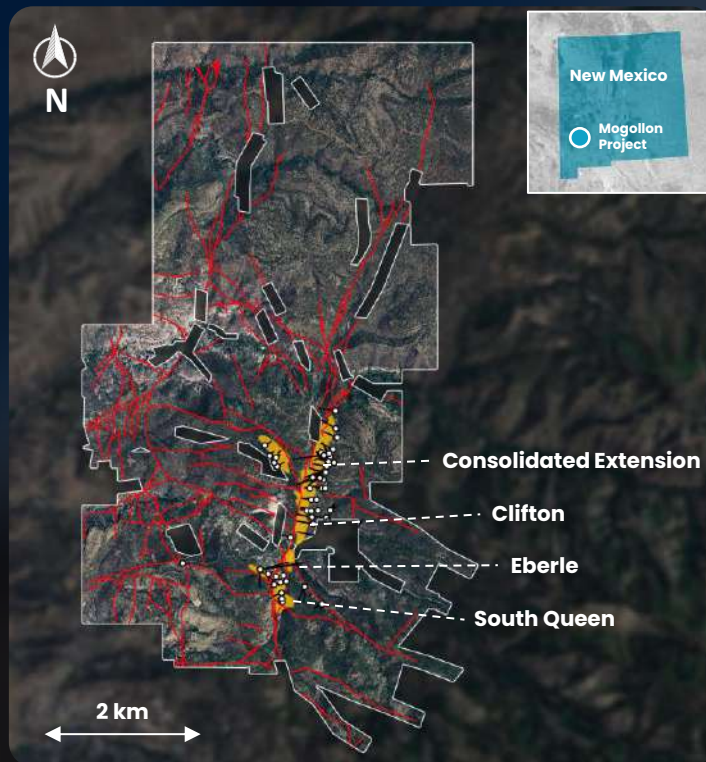 N
New Mexico
Mogollon
Project
Consolidated Extension
Clifton
Eberle
South Queen
2 km